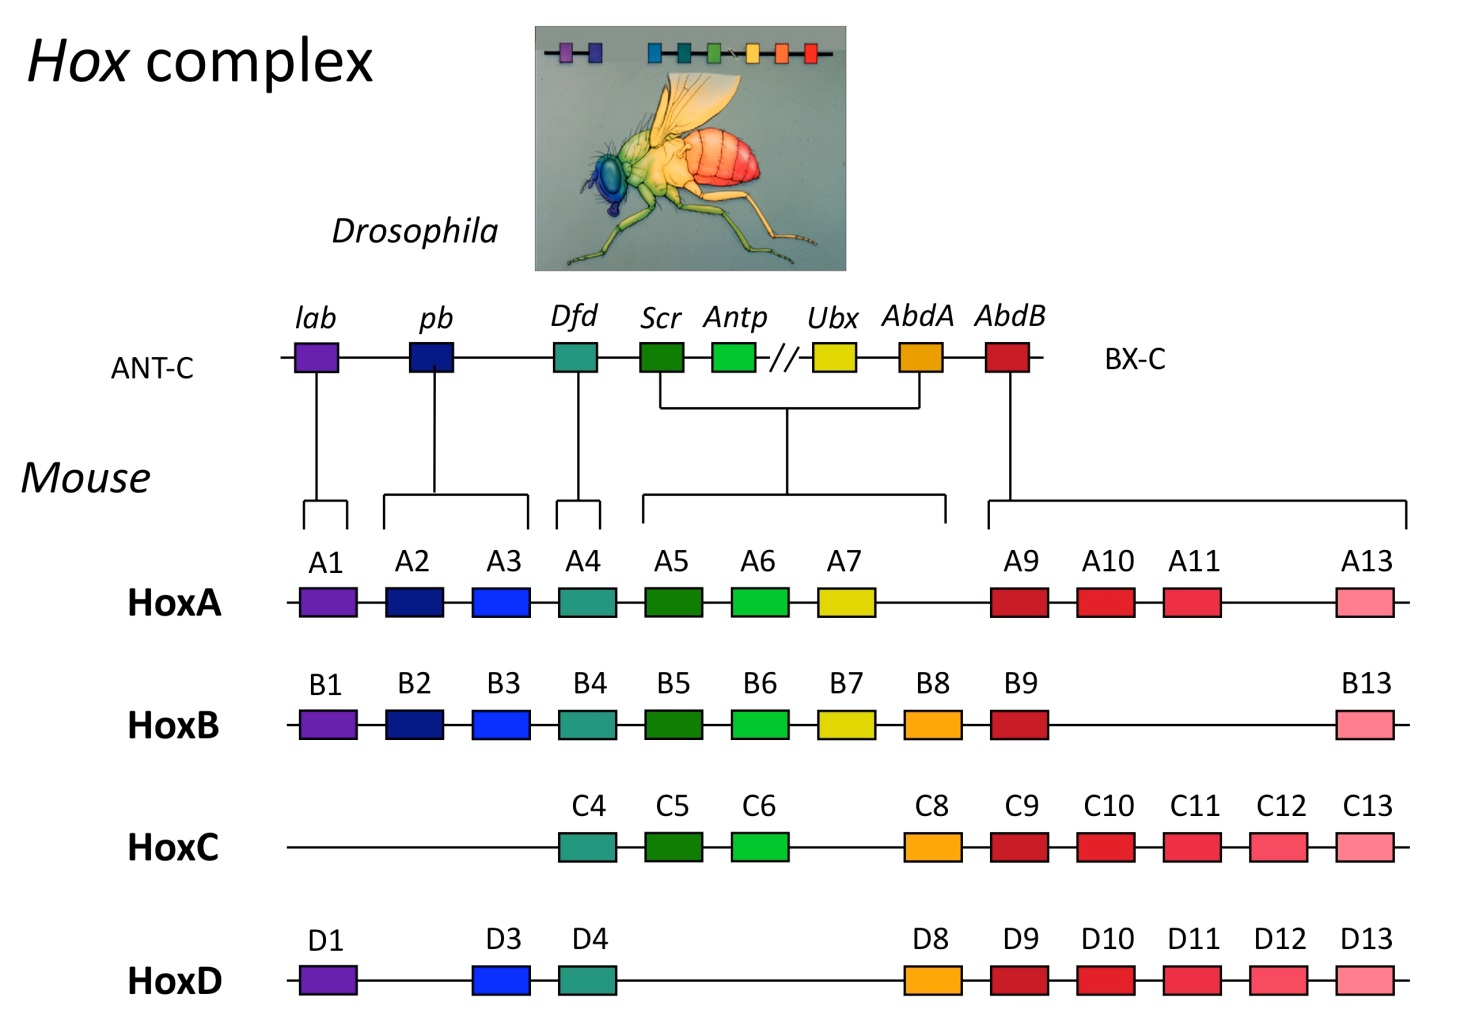 Hox complex
Drosophila
lab pb Dfd Scr Antp // Ubx AbdA AbdB
ANT-C BX-C
Mouse
A1 A2 A3 A4 A5 A6 A7 A9 A10 A11 A13
HoxA
B1 B2 B3 B4 B5 B6 B7 B8 B9 B13
HoxB
C4 C5 C6 C8 C9 C10 C11 C12 C13
HoxC
D1 D3 D4 D8 D9 D10 D11 D12 D13
HoxD